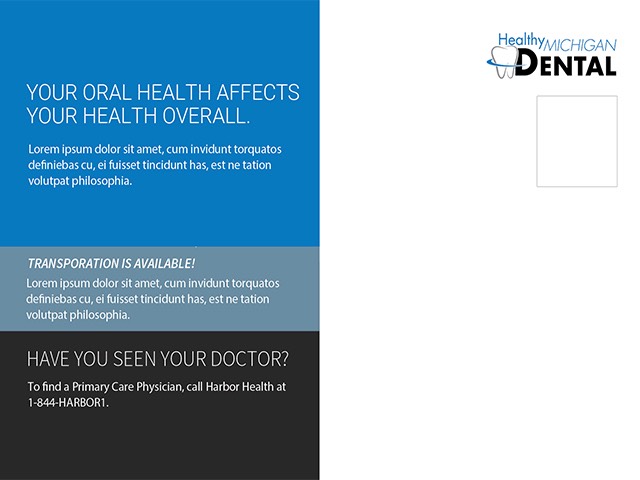 YOUR ORAL HEALTH AFFECTS
YOUR HEALTH OVERALL.
Lorem ipsum dolor sit amet, cum invidunt torquatos
definiebas cu, ei fuisset tincidunt has, est ne tation
volutpat philosophia.
TRANSPORATION IS AVAILABLE!
Lorem ipsum dolor sit amet, cum invidunt torquatos
definiebas cu, ei fuisset tincidunt has, est ne tation
volutpat philosophia.
HAVE YOU SEEN YOUR DOCTOR?
To find a Primary Care Physician, call Harbor Health at
1-844-HARBOR1.
Healthy MICHIGAN
DENTAL